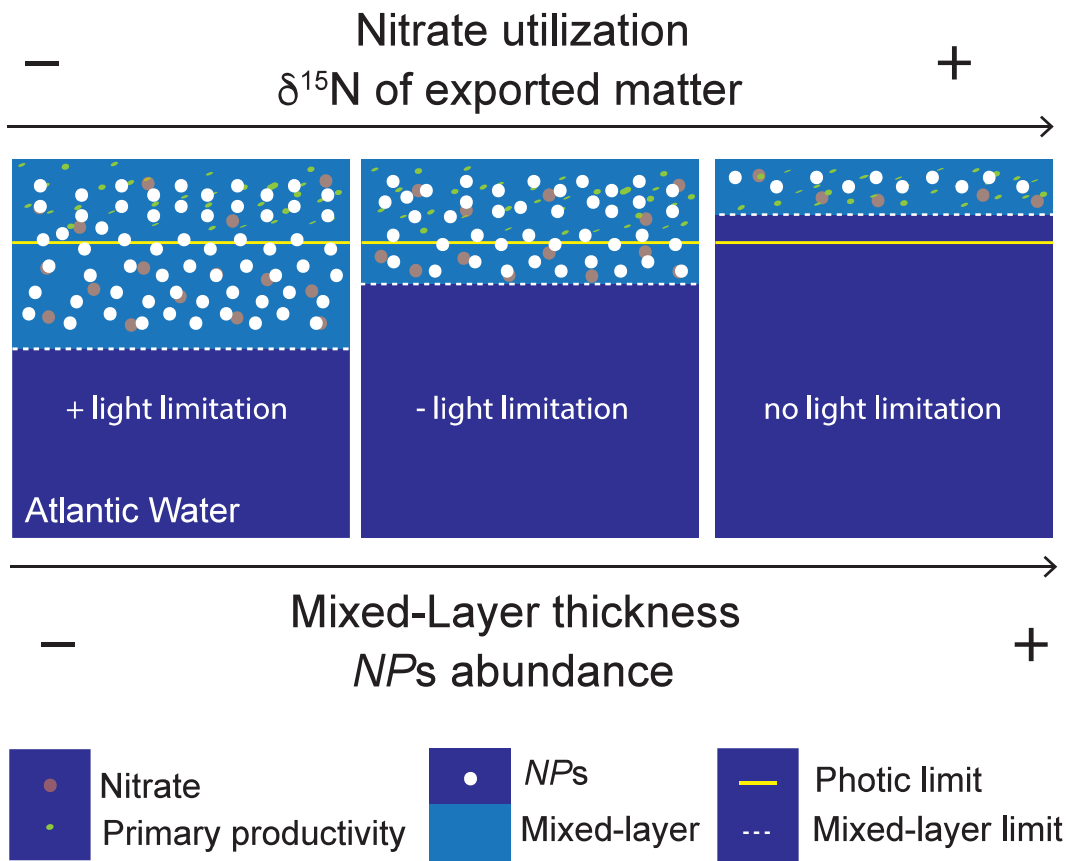 Nitrate utilization
− +
δ¹⁵N of exported matter
+ light limitation
- light limitation
no light limitation
Atlantic Water
Mixed-Layer thickness
− +
NPs abundance
Nitrate
Primary productivity
NPs
Mixed-layer
Photic limit
Mixed-layer limit